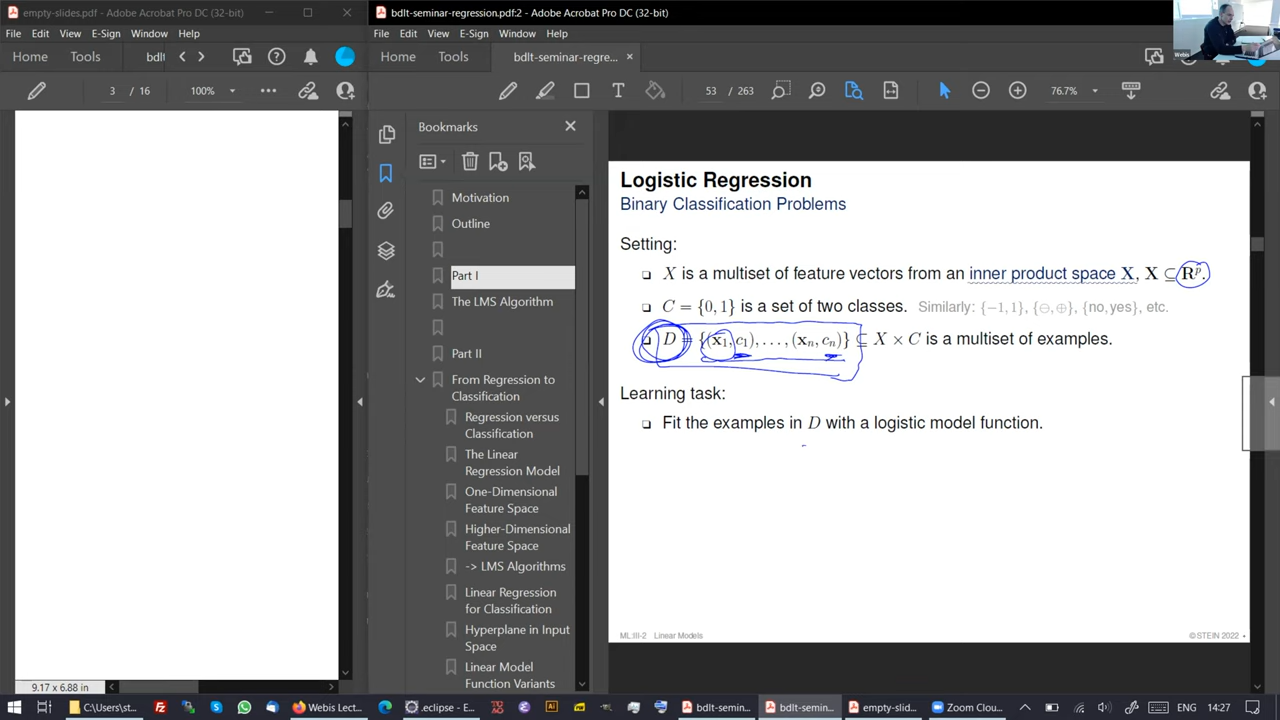 empty-slides.pdf - Adobe Acrobat Pro DC (32-bit)
File Edit View E-Sign Window Help
Home Tools bdlt
3 / 16 100%
9.17 x 6.88 in
bdlt-seminar-regression.pdf:2 - Adobe Acrobat Pro DC (32-bit)
File Edit View E-Sign Window Help
Home Tools bdlt-seminar-regre... ×
53 / 263 76.7%
Webis
Bookmarks
Motivation
Outline
Part I
The LMS Algorithm
Part II
From Regression to
Classification
Regression versus
Classification
The Linear
Regression Model
One-Dimensional
Feature Space
Higher-Dimensional
Feature Space
-> LMS Algorithms
Linear Regression
for Classification
Hyperplane in Input
Space
Linear Model
Function Variants
Logistic Regression
Binary Classification Problems
Setting:
❑ X is a multiset of feature vectors from an inner product space X, X ⊆ R^p.
❑ C = {0, 1} is a set of two classes. Similarly: {−1, 1}, {⊖, ⊕}, {no, yes}, etc.
❑ D = {(x₁, c₁), . . . , (xₙ, cₙ)} ⊆ X × C is a multiset of examples.
Learning task:
❑ Fit the examples in D with a logistic model function.
ML:III-2 Linear Models
©STEIN 2022
C:\Users\st... Webis Lect... .eclipse - E... bdlt-semin... bdlt-semin... empty-slid... Zoom Clou... ENG 14:27